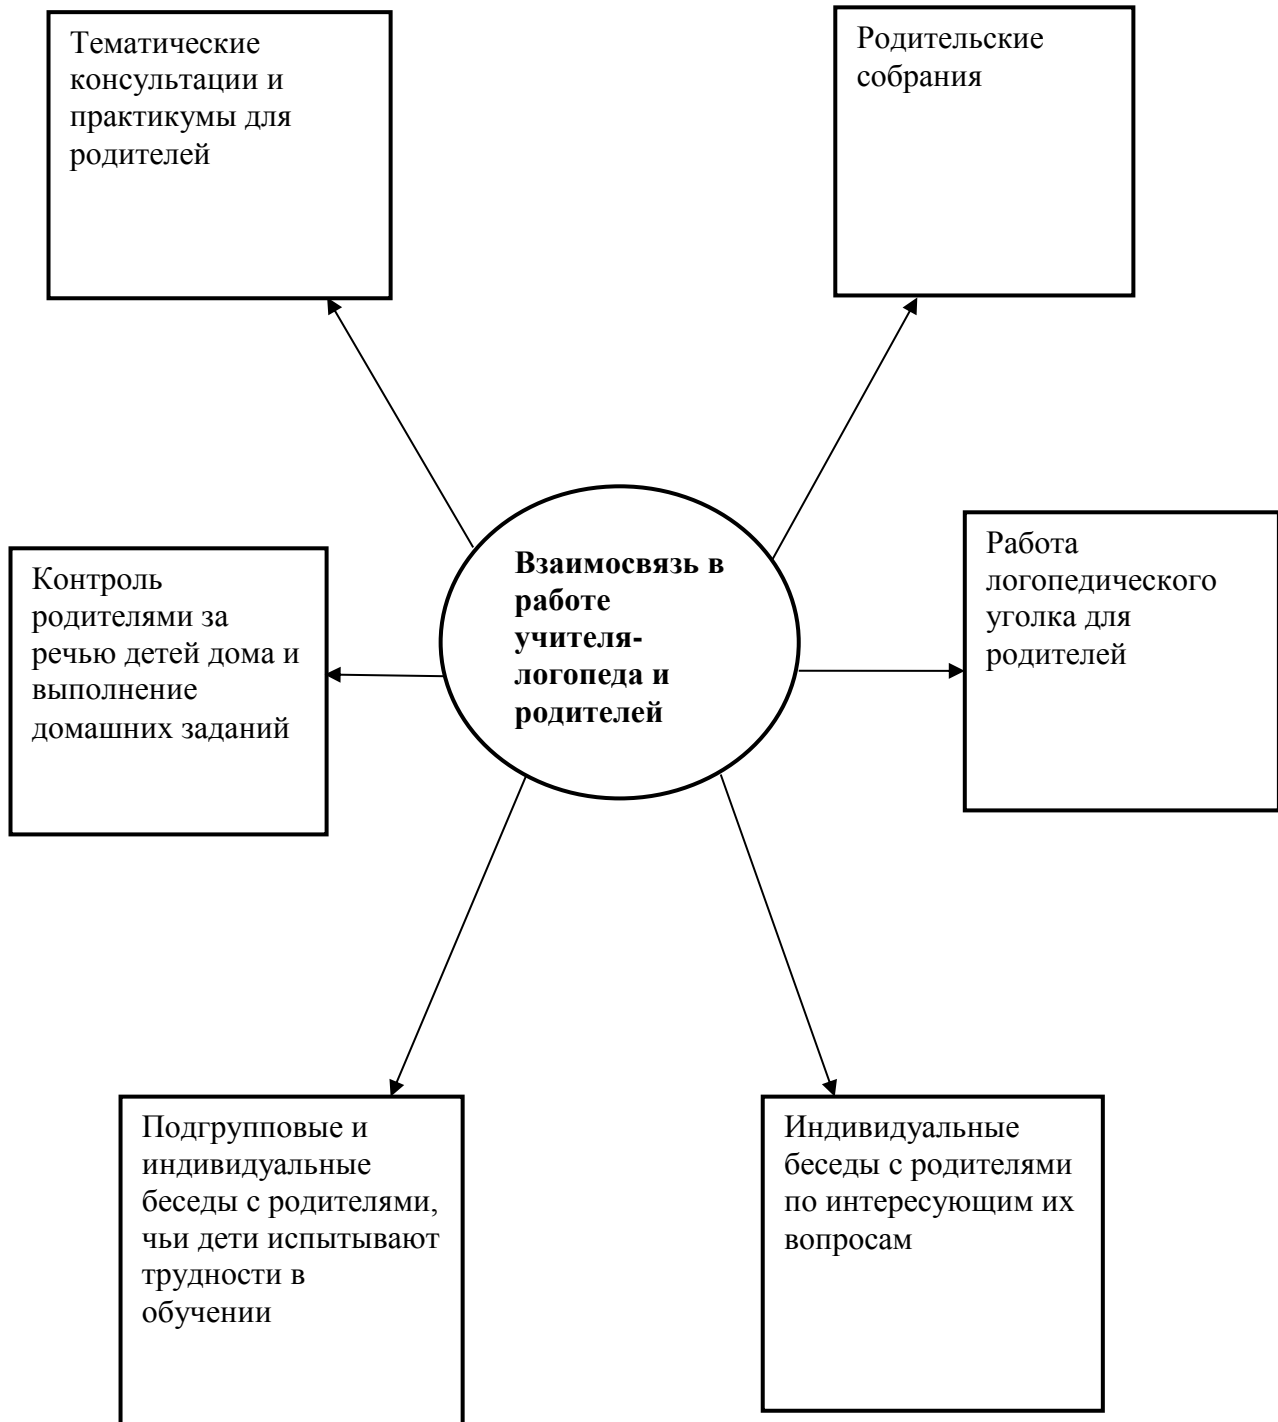 Тематические
консультации и
практикумы для
родителей
Родительские
собрания
Взаимосвязь в
работе
учителя-
логопеда и
родителей
Контроль
родителями за
речью детей дома и
выполнение
домашних заданий
Работа
логопедического
уголка для
родителей
Подгрупповые и
индивидуальные
беседы с родителями,
чьи дети испытывают
трудности в
обучении
Индивидуальные
беседы с родителями
по интересующим их
вопросам